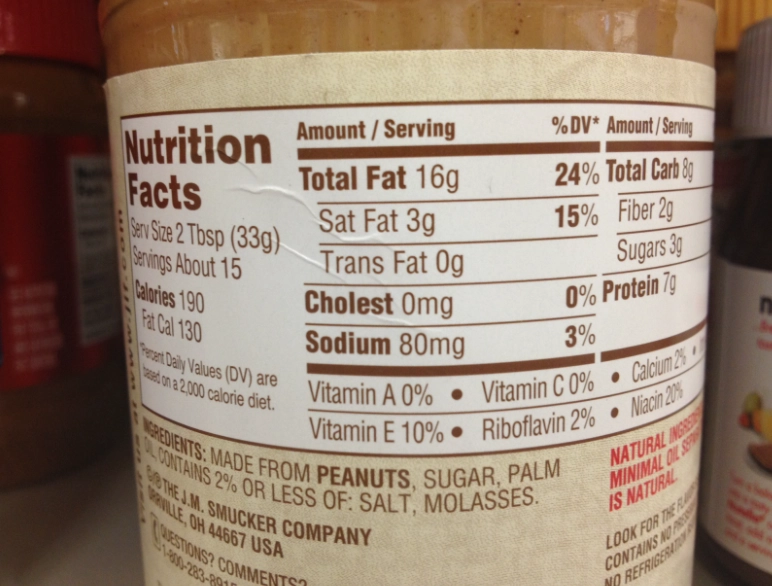 Nutrition
Facts
Serv Size 2 Tbsp (33g)
Servings About 15
Calories 190
Fat Cal 130
*Percent Daily Values (DV) are
based on a 2,000 calorie diet.
Amount / Serving %DV*
Total Fat 16g 24%
Sat Fat 3g 15%
Trans Fat 0g
Cholest 0mg 0%
Sodium 80mg 3%
Amount / Serving
Total Carb 8g
Fiber 2g
Sugars 3g
Protein 7g
Vitamin A 0% • Vitamin C 0% • Calcium 2% •
Vitamin E 10% • Riboflavin 2% • Niacin 20%
INGREDIENTS: MADE FROM PEANUTS, SUGAR, PALM
OIL, CONTAINS 2% OR LESS OF: SALT, MOLASSES.
©/® THE J.M. SMUCKER COMPANY
ORRVILLE, OH 44667 USA
QUESTIONS? COMMENTS?
1-800-283-8915
NATURAL
MINIMAL OIL
IS NATURAL.
LOOK FOR THE
CONTAINS NO
NO REFRIGERATION